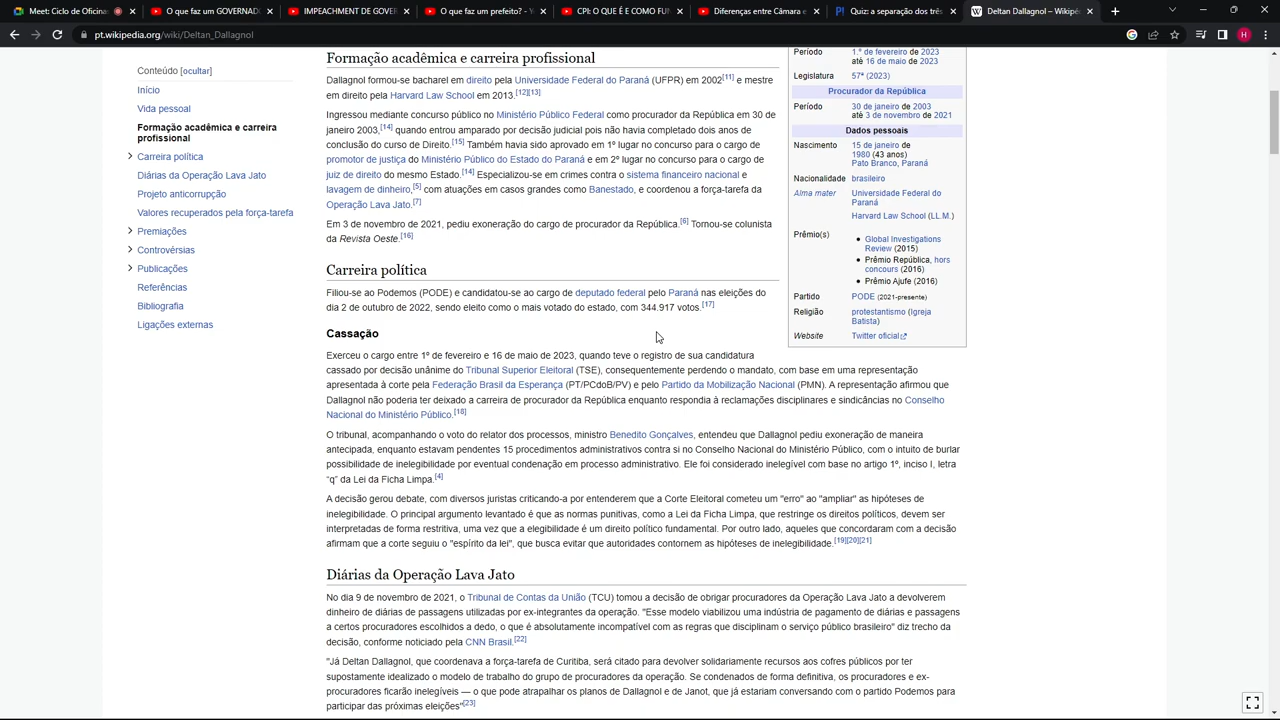 Meet: Ciclo de Oficina
O que faz um GOVERNADO
IMPEACHMENT DE GOVER
O que faz um prefeito? - Y
CPI: O QUE É E COMO FUN
Diferenças entre Câmara e
Quiz: a separação dos três
Deltan Dallagnol – Wikipéd
pt.wikipedia.org/wiki/Deltan_Dallagnol
H
Conteúdo [ocultar]
Início
Vida pessoal
Formação acadêmica e carreira
profissional
Carreira política
Diárias da Operação Lava Jato
Projeto anticorrupção
Valores recuperados pela força-tarefa
Premiações
Controvérsias
Publicações
Referências
Bibliografia
Ligações externas
Formação acadêmica e carreira profissional
Dallagnol formou-se bacharel em direito pela Universidade Federal do Paraná (UFPR) em 2002[11] e mestre
em direito pela Harvard Law School em 2013.[12][13]
Ingressou mediante concurso público no Ministério Público Federal como procurador da República em 30 de
janeiro 2003,[14] quando entrou amparado por decisão judicial pois não havia completado dois anos de
conclusão do curso de Direito.[15] Também havia sido aprovado em 1º lugar no concurso para o cargo de
promotor de justiça do Ministério Público do Estado do Paraná e em 2º lugar no concurso para o cargo de
juiz de direito do mesmo Estado.[14] Especializou-se em crimes contra o sistema financeiro nacional e
lavagem de dinheiro,[5] com atuações em casos grandes como Banestado, e coordenou a força-tarefa da
Operação Lava Jato.[7]
Em 3 de novembro de 2021, pediu exoneração do cargo de procurador da República.[6] Tornou-se colunista
da Revista Oeste.[16]
Carreira política
Filiou-se ao Podemos (PODE) e candidatou-se ao cargo de deputado federal pelo Paraná nas eleições do
dia 2 de outubro de 2022, sendo eleito como o mais votado do estado, com 344.917 votos.[17]
Cassação
Exerceu o cargo entre 1º de fevereiro e 16 de maio de 2023, quando teve o registro de sua candidatura
cassado por decisão unânime do Tribunal Superior Eleitoral (TSE), consequentemente perdendo o mandato, com base em uma representação
apresentada à corte pela Federação Brasil da Esperança (PT/PCdoB/PV) e pelo Partido da Mobilização Nacional (PMN). A representação afirmou que
Dallagnol não poderia ter deixado a carreira de procurador da República enquanto respondia à reclamações disciplinares e sindicâncias no Conselho
Nacional do Ministério Público.[18]
O tribunal, acompanhando o voto do relator dos processos, ministro Benedito Gonçalves, entendeu que Dallagnol pediu exoneração de maneira
antecipada, enquanto estavam pendentes 15 procedimentos administrativos contra si no Conselho Nacional do Ministério Público, com o intuito de burlar
possibilidade de inelegibilidade por eventual condenação em processo administrativo. Ele foi considerado inelegível com base no artigo 1º, inciso I, letra
"q" da Lei da Ficha Limpa.[4]
A decisão gerou debate, com diversos juristas criticando-a por entenderem que a Corte Eleitoral cometeu um "erro" ao "ampliar" as hipóteses de
inelegibilidade. O principal argumento levantado é que as normas punitivas, como a Lei da Ficha Limpa, que restringe os direitos políticos, devem ser
interpretadas de forma restritiva, uma vez que a elegibilidade é um direito político fundamental. Por outro lado, aqueles que concordaram com a decisão
afirmam que a corte seguiu o "espírito da lei", que busca evitar que autoridades contornem as hipóteses de inelegibilidade.[19][20][21]
Diárias da Operação Lava Jato
No dia 9 de novembro de 2021, o Tribunal de Contas da União (TCU) tomou a decisão de obrigar procuradores da Operação Lava Jato a devolverem
dinheiro de diárias de passagens utilizadas por ex-integrantes da operação. "Esse modelo viabilizou uma indústria de pagamento de diárias e passagens
a certos procuradores escolhidos a dedo, o que é absolutamente incompatível com as regras que disciplinam o serviço público brasileiro" diz trecho da
decisão, conforme noticiado pela CNN Brasil.[22]
"Já Deltan Dallagnol, que coordenava a força-tarefa de Curitiba, será citado para devolver solidariamente recursos aos cofres públicos por ter
supostamente idealizado o modelo de trabalho do grupo de procuradores da operação. Se condenados de forma definitiva, os procuradores e ex-
procuradores ficarão inelegíveis — o que pode atrapalhar os planos de Dallagnol e de Janot, que já estariam conversando com o partido Podemos para
participar das próximas eleições"[23]
Período 1.º de fevereiro de 2023
até 16 de maio de 2023
Legislatura 57ª (2023)
Procurador da República
Período 30 de janeiro de 2003
até 3 de novembro de 2021
Dados pessoais
Nascimento 15 de janeiro de
1980 (43 anos)
Pato Branco, Paraná
Nacionalidade brasileiro
Alma mater Universidade Federal do
Paraná
Harvard Law School (LL.M.)
Prêmio(s)
Global Investigations
Review (2015)
Prêmio República, hors
concours (2016)
Prêmio Ajufe (2016)
Partido PODE (2021-presente)
Religião protestantismo (Igreja
Batista)
Website Twitter oficial